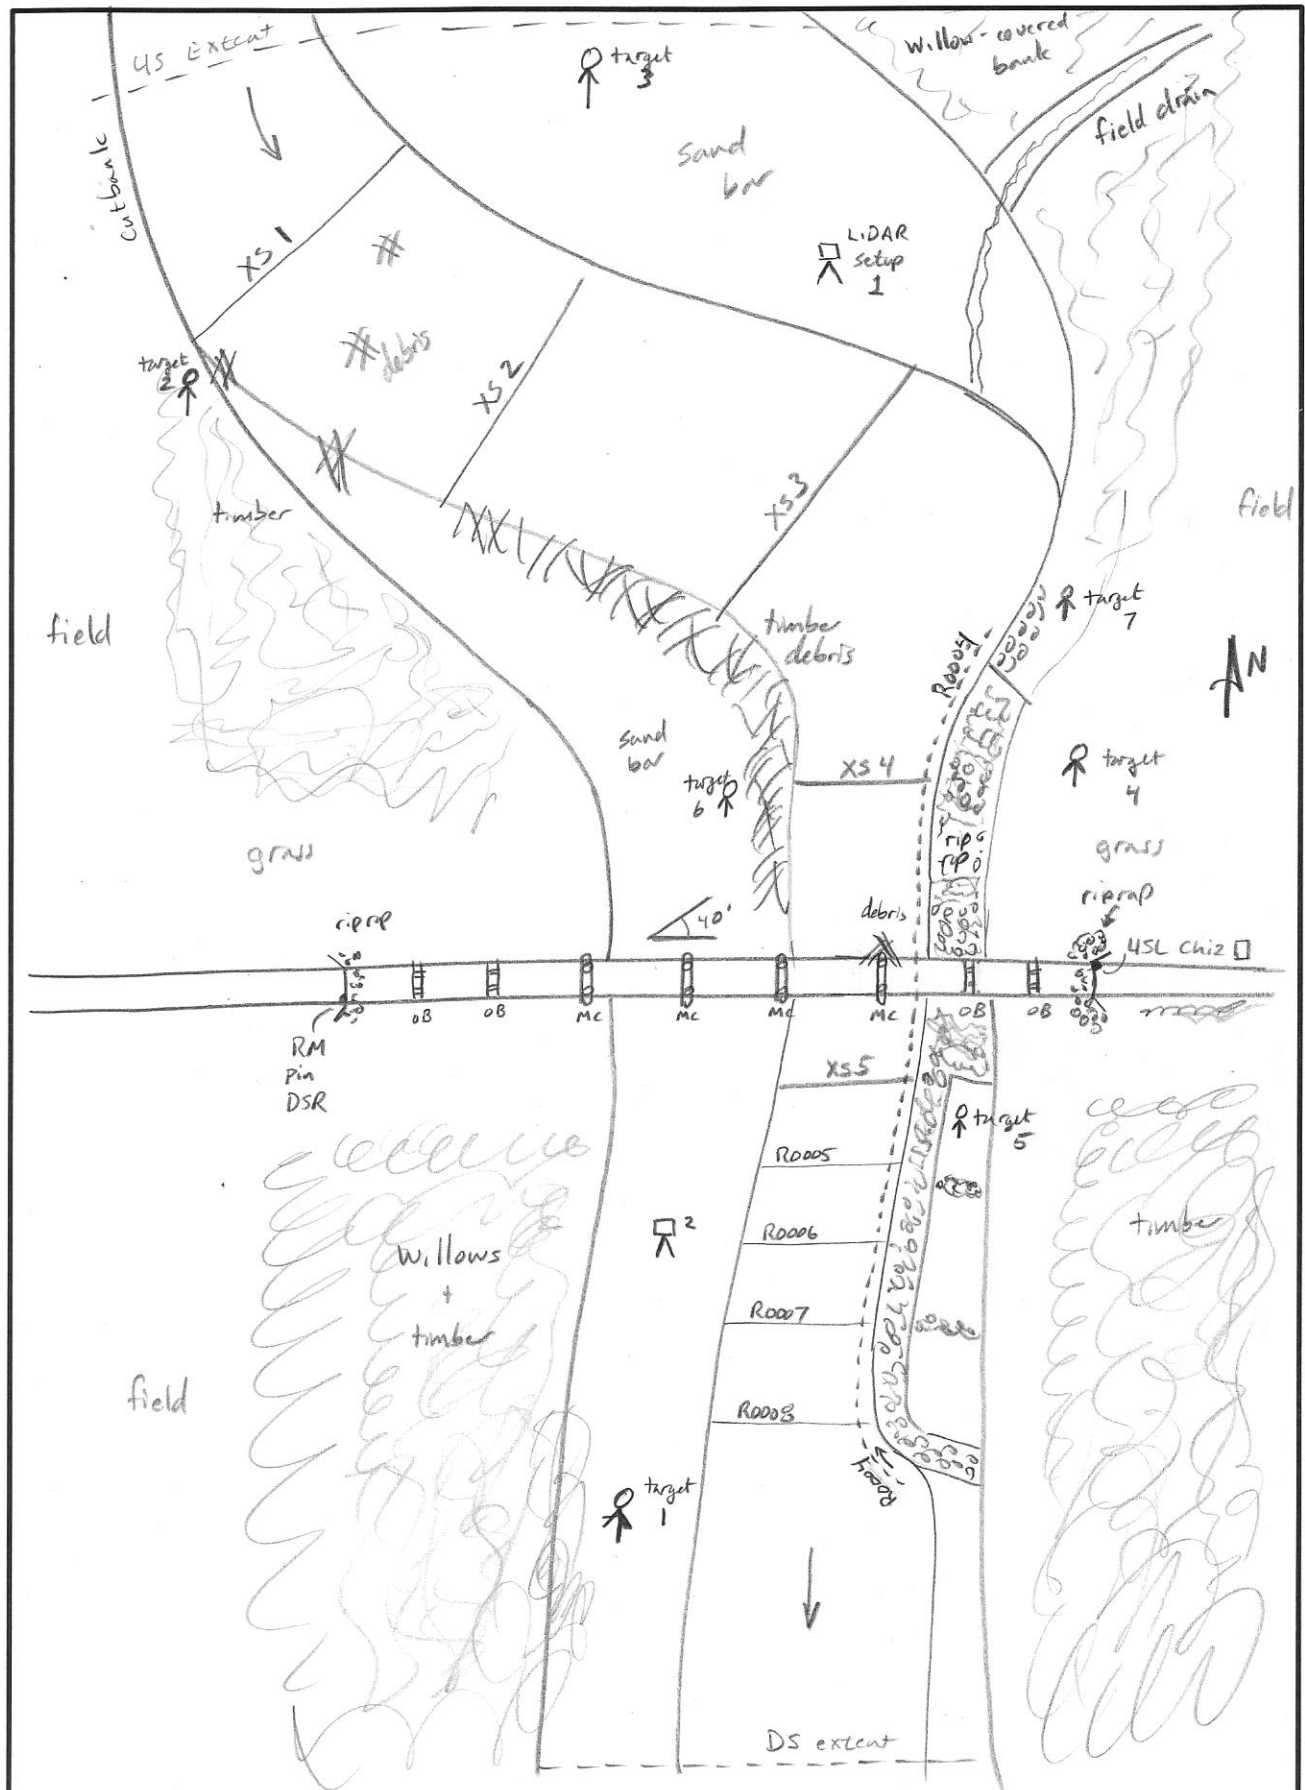 US Extent
target
3
Willow-covered
bank
field drain
Cutbank
Sand
bar
XS 1
LiDAR
setup
1
debris
target
2
XS 2
XS 3
timber
field
field
target
7
timber
debris
R0004
N
sand
bar
target
6
XS 4
target
4
rip
rap
grass
grass
riprap
riprap
40°
debris
USL Chiz
OB
OB
MC
MC
MC
MC
OB
OB
RM
Pin
DSR
XS 5
target
5
R0005
2
R0006
timber
Willows
+
timber
R0007
field
R0008
R0004
target
1
DS extent